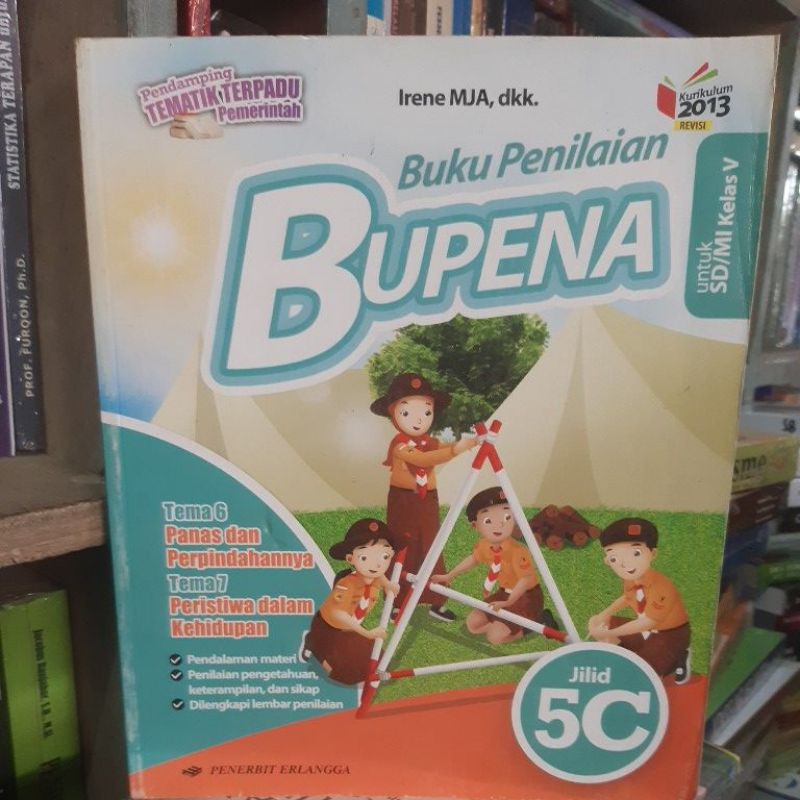 Pendamping
TEMATIK TERPADU
Pemerintah
Irene MJA, dkk.
Kurikulum
2013
REVISI
Buku Penilaian
BUPENA
untuk
SD/MI Kelas V
Tema 6
Panas dan
Perpindahannya
Tema 7
Peristiwa dalam
Kehidupan
Pendalaman materi
Penilaian pengetahuan,
keterampilan, dan sikap
Dilengkapi lembar penilaian
Jilid
5C
PENERBIT ERLANGGA
STATISTIKA TERAPAN
PROF. FURQON, PH.D.